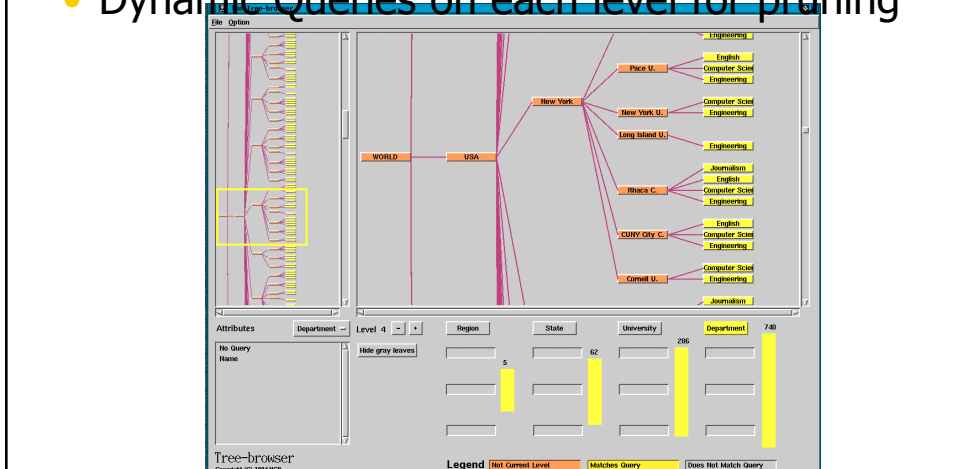 • Dynamic Queries on each level for pruning
The Tree-browser
File Option
Engineering
English
Pace U.
Computer Scie
Engineering
New York
Computer Scie
New York U.
Engineering
Long Island U.
Engineering
WORLD
USA
Journalism
English
Ithaca C.
Computer Scie
Engineering
English
CUNY City C.
Computer Scie
Engineering
Computer Scie
Cornell U.
Engineering
Journalism
Attributes Department Level 4 - + Region State University Department 740
No Query
Name
Hide gray leaves
5 62 286
Tree-browser
Legend Not Current Level Matches Query Does Not Match Query